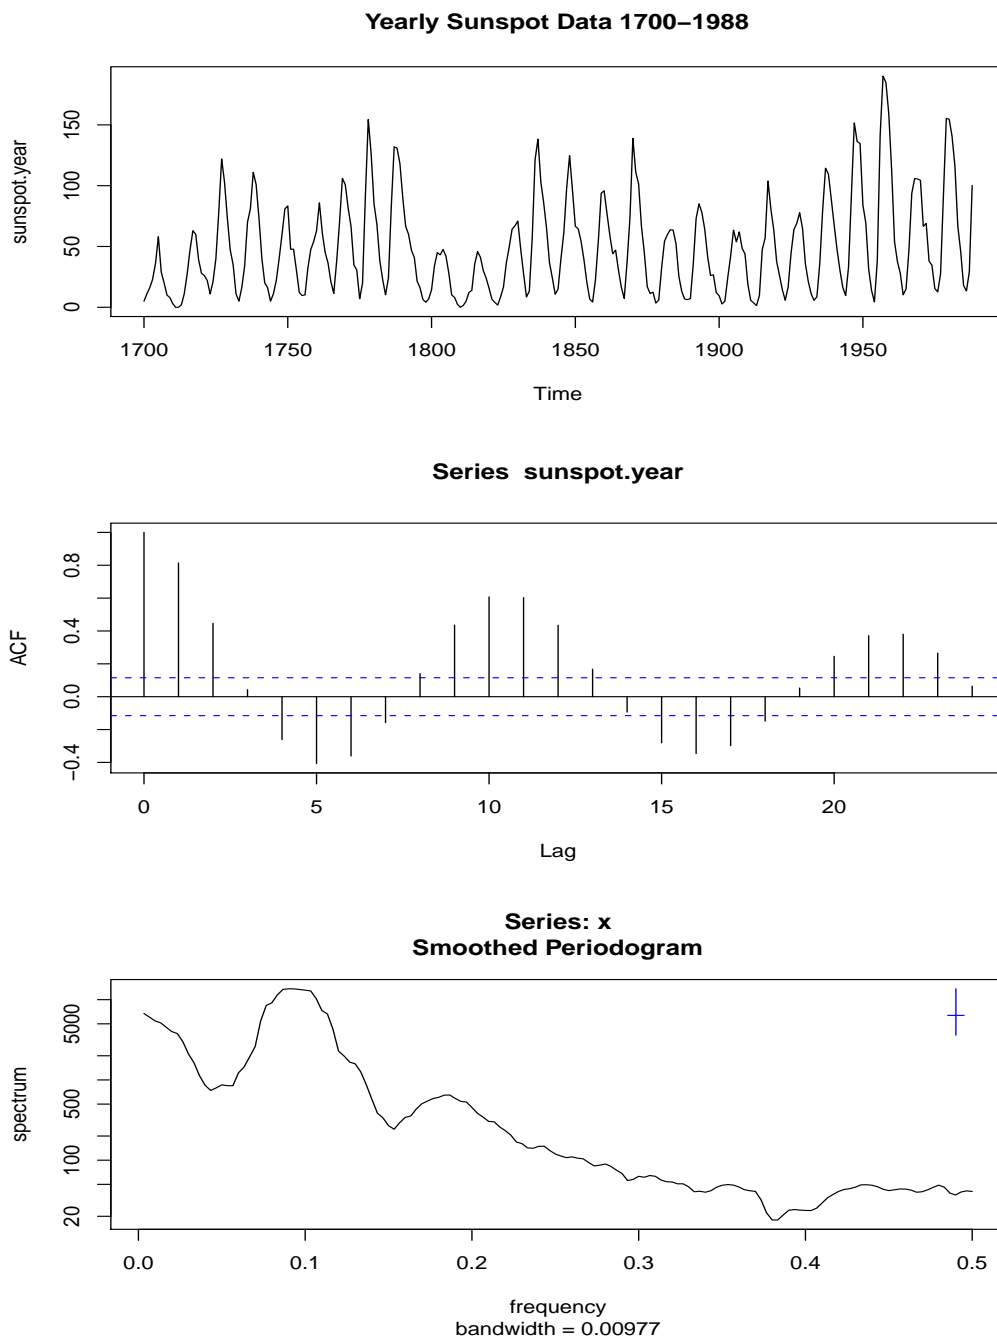 Yearly Sunspot Data 1700–1988
sunspot.year
150
100
50
0
1700 1750 1800 1850 1900 1950
Time
Series sunspot.year
ACF
0.8
0.4
0.0
−0.4
0 5 10 15 20
Lag
Series: x
Smoothed Periodogram
spectrum
5000
500
100
20
0.0 0.1 0.2 0.3 0.4 0.5
frequency
bandwidth = 0.00977